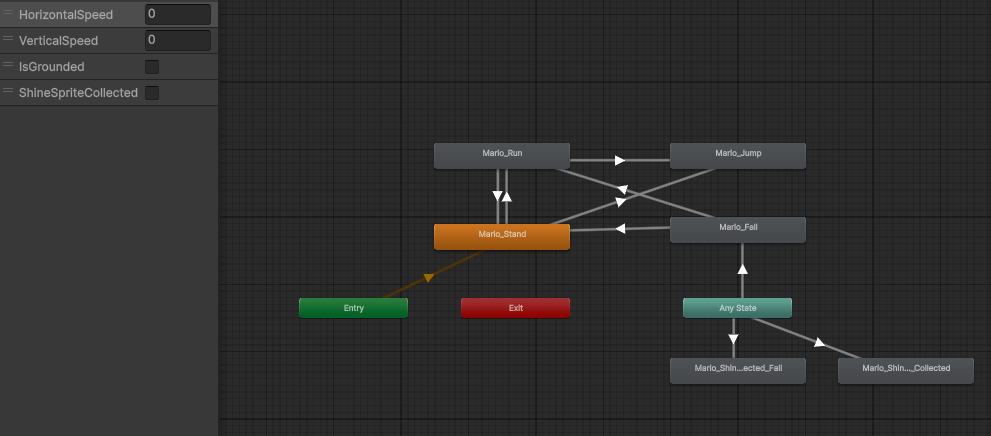 HorizontalSpeed 0
VerticalSpeed 0
IsGrounded
ShineSpriteCollected
Mario_Run
Mario_Jump
Mario_Stand
Mario_Fall
Entry
Exit
Any State
Mario_Shin...ected_Fall
Mario_Shin..._Collected